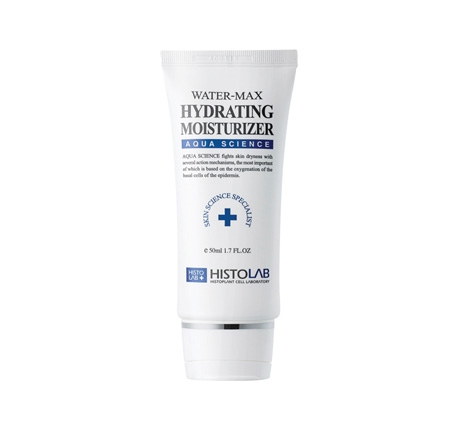 WATER-MAX
HYDRATING
MOISTURIZER
AQUA SCIENCE
AQUA SCIENCE fights skin dryness with
several action mechanisms, the most important
of which is based on the oxygenation of the
basal cells of the epidermis.
SKIN SCIENCE SPECIALIST
e 50ml 1.7 FL.OZ
HISTO
LAB +
HISTOLAB
HISTOPLANT CELL LABORATORY